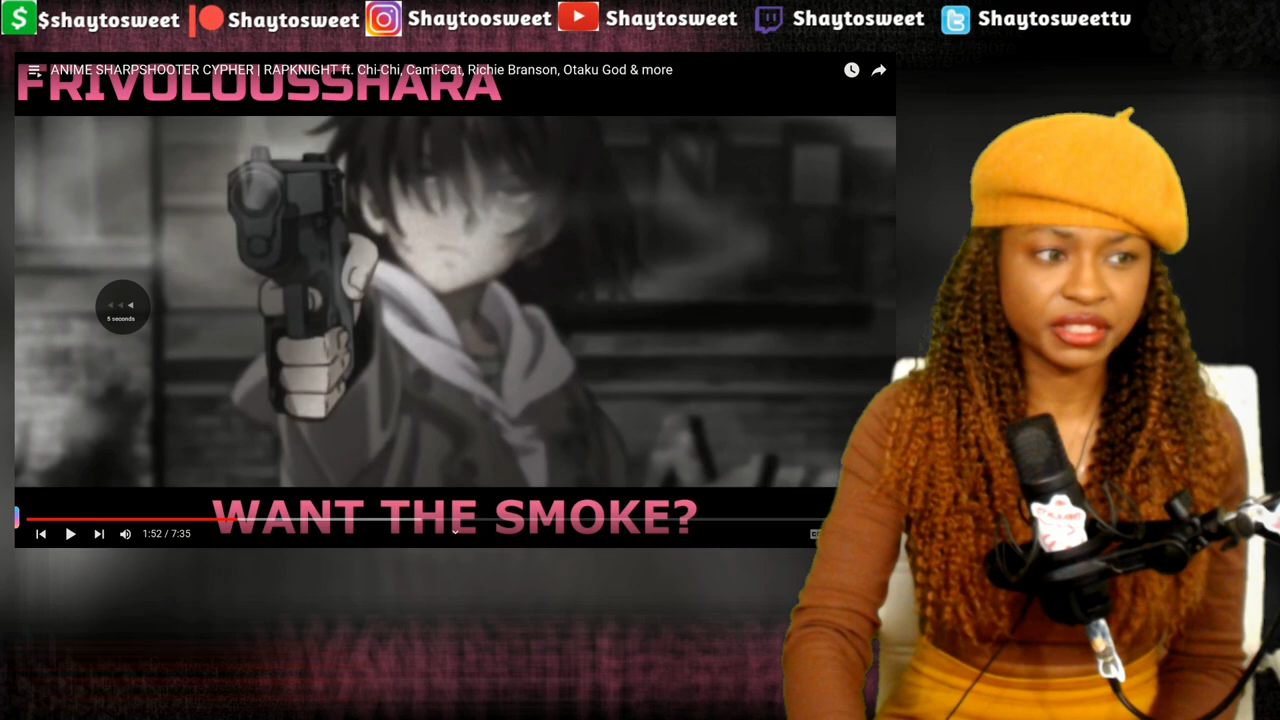 $shaytosweet Shaytosweet Shaytoosweet Shaytosweet Shaytosweet Shaytosweettv
ANIME SHARPSHOOTER CYPHER | RAPKNIGHT ft. Chi-Chi, Cami-Cat, Richie Branson, Otaku God & more
FRIVOLOUSSHARA
5 seconds
WANT THE SMOKE?
1:52 / 7:35